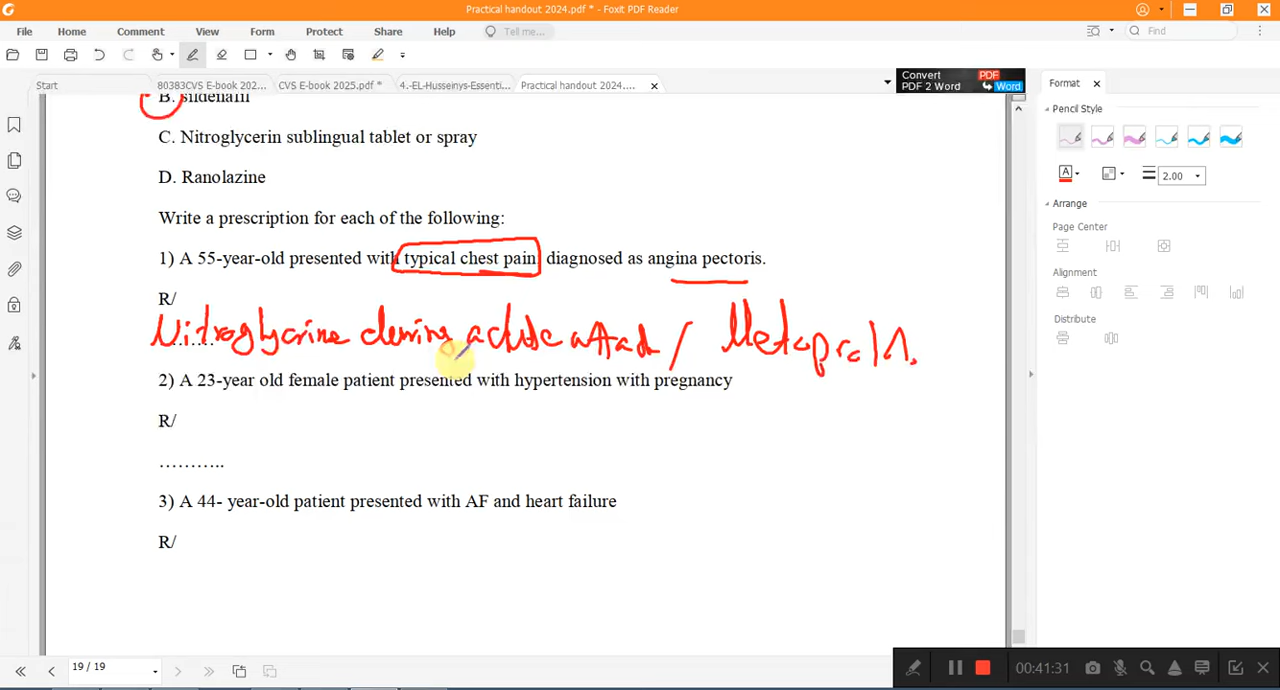 Practical handout 2024.pdf * - Foxit PDF Reader
File Home Comment View Form Protect Share Help Tell me... Find
Start 80383CVS E-book 202... CVS E-book 2025.pdf * 4.-EL-Husseinys-Essenti... Practical handout 2024....
Convert PDF
PDF 2 Word Word
Format
B. sildenafil
Pencil Style
C. Nitroglycerin sublingual tablet or spray
D. Ranolazine
A 2.00
Arrange
Write a prescription for each of the following:
Page Center
1) A 55-year-old presented with typical chest pain diagnosed as angina pectoris.
Alignment
R/
Distribute
Nitroglycerine during acute attack / Metoprolol.
2) A 23-year old female patient presented with hypertension with pregnancy
R/
………..
3) A 44- year-old patient presented with AF and heart failure
R/
19 / 19
00:41:31